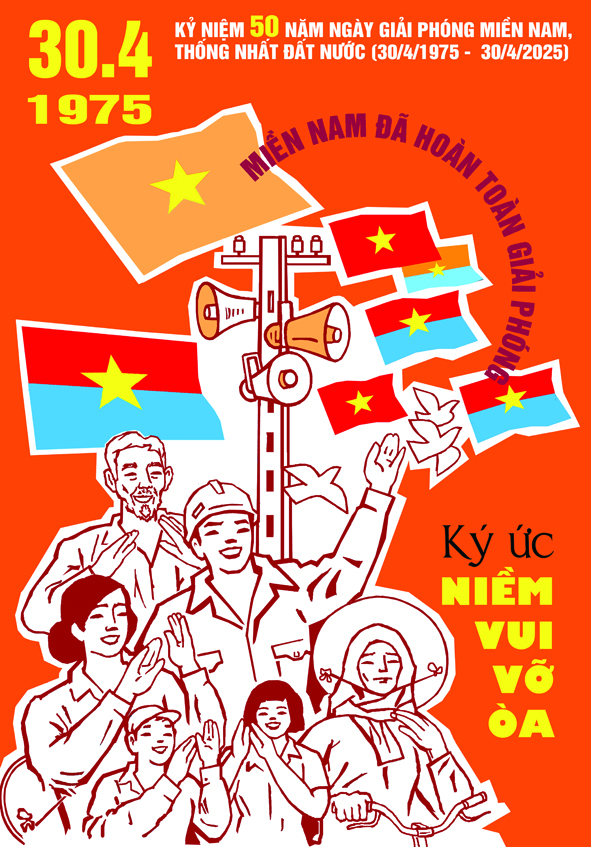 30.4
1975
KỶ NIỆM 50 NĂM NGÀY GIẢI PHÓNG MIỀN NAM,
THỐNG NHẤT ĐẤT NƯỚC (30/4/1975 - 30/4/2025)
MIỀN NAM ĐÃ HOÀN TOÀN GIẢI PHÓNG
Ký ức
NIỀM
VUI
VỠ
ÒA